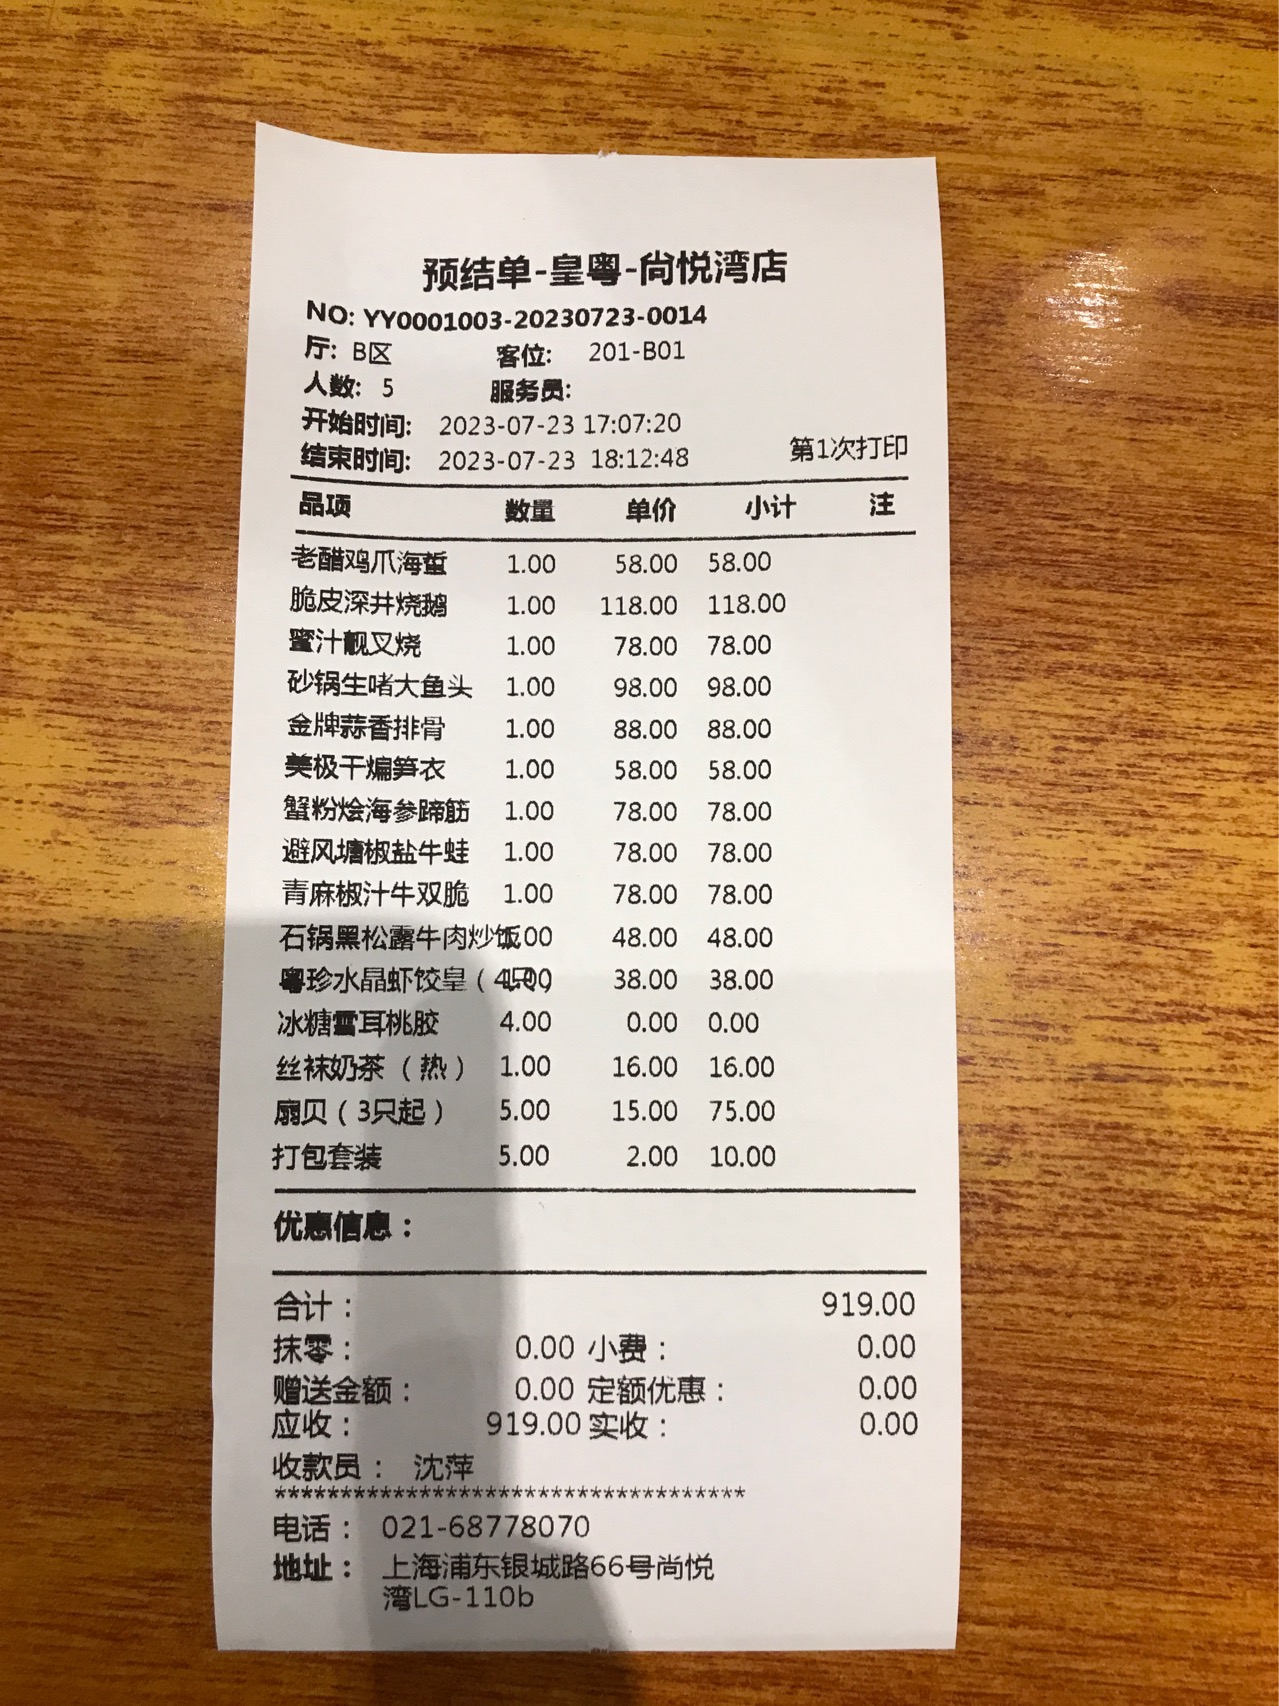 预结单-皇粤-尚悦湾店
NO: YY0001003-20230723-0014
厅: B区 客位: 201-B01
人数: 5 服务员:
开始时间: 2023-07-23 17:07:20
结束时间: 2023-07-23 18:12:48 第1次打印
品项 数量 单价 小计 注
老醋鸡爪海蜇 1.00 58.00 58.00
脆皮深井烧鹅 1.00 118.00 118.00
蜜汁靓叉烧 1.00 78.00 78.00
砂锅生啫大鱼头 1.00 98.00 98.00
金牌蒜香排骨 1.00 88.00 88.00
美极干煸笋衣 1.00 58.00 58.00
蟹粉烩海参蹄筋 1.00 78.00 78.00
避风塘椒盐牛蛙 1.00 78.00 78.00
青麻椒汁牛双脆 1.00 78.00 78.00
石锅黑松露牛肉炒饭 1.00 48.00 48.00
粤珍水晶虾饺皇（4只） 1.00 38.00 38.00
冰糖雪耳桃胶 4.00 0.00 0.00
丝袜奶茶（热） 1.00 16.00 16.00
扇贝（3只起） 5.00 15.00 75.00
打包套装 5.00 2.00 10.00
优惠信息：
合计： 919.00
抹零： 0.00 小费： 0.00
赠送金额： 0.00 定额优惠： 0.00
应收： 919.00 实收： 0.00
收款员： 沈萍
************************************
电话： 021-68778070
地址： 上海浦东银城路66号尚悦
湾LG-110b